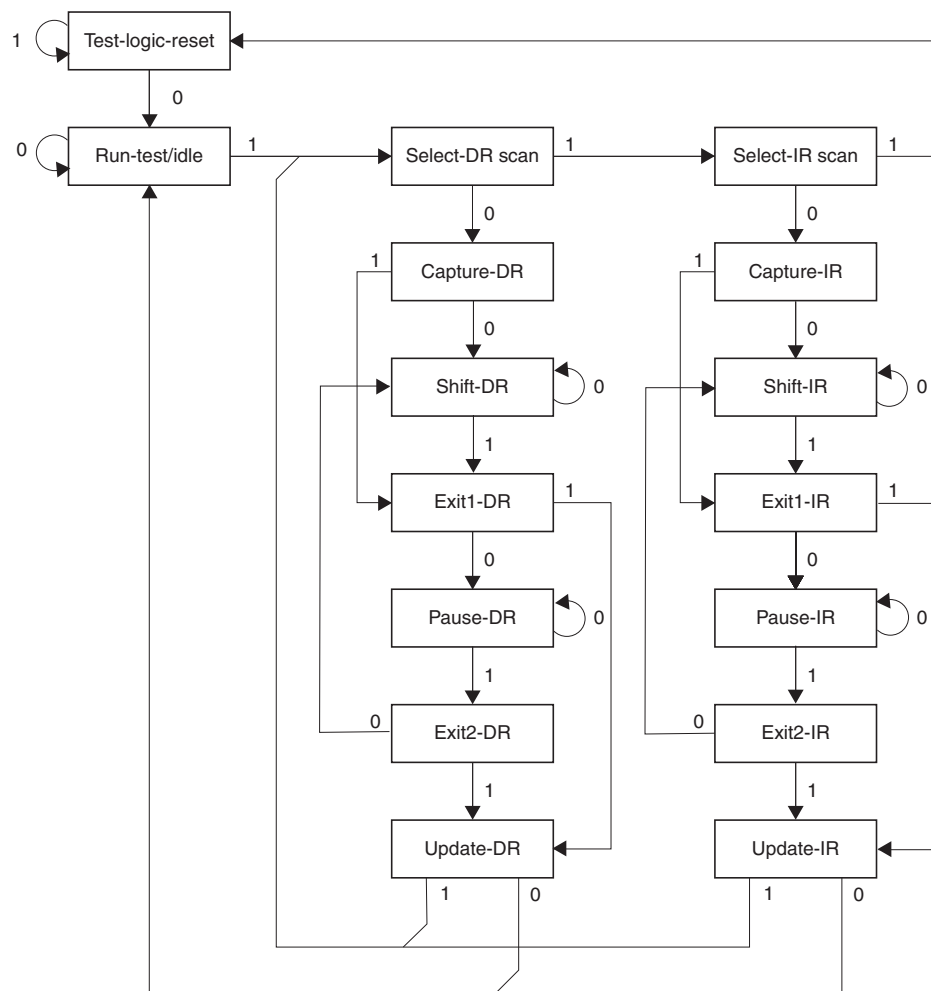 Test-logic-reset
1
0
Run-test/idle
0
1
Select-DR scan
1
Select-IR scan
1
0
0
Capture-DR
1
Capture-IR
1
0
0
Shift-DR
0
Shift-IR
0
1
1
Exit1-DR
1
Exit1-IR
1
0
0
Pause-DR
0
Pause-IR
0
1
1
Exit2-DR
0
Exit2-IR
0
1
1
Update-DR
Update-IR
1
0
1
0